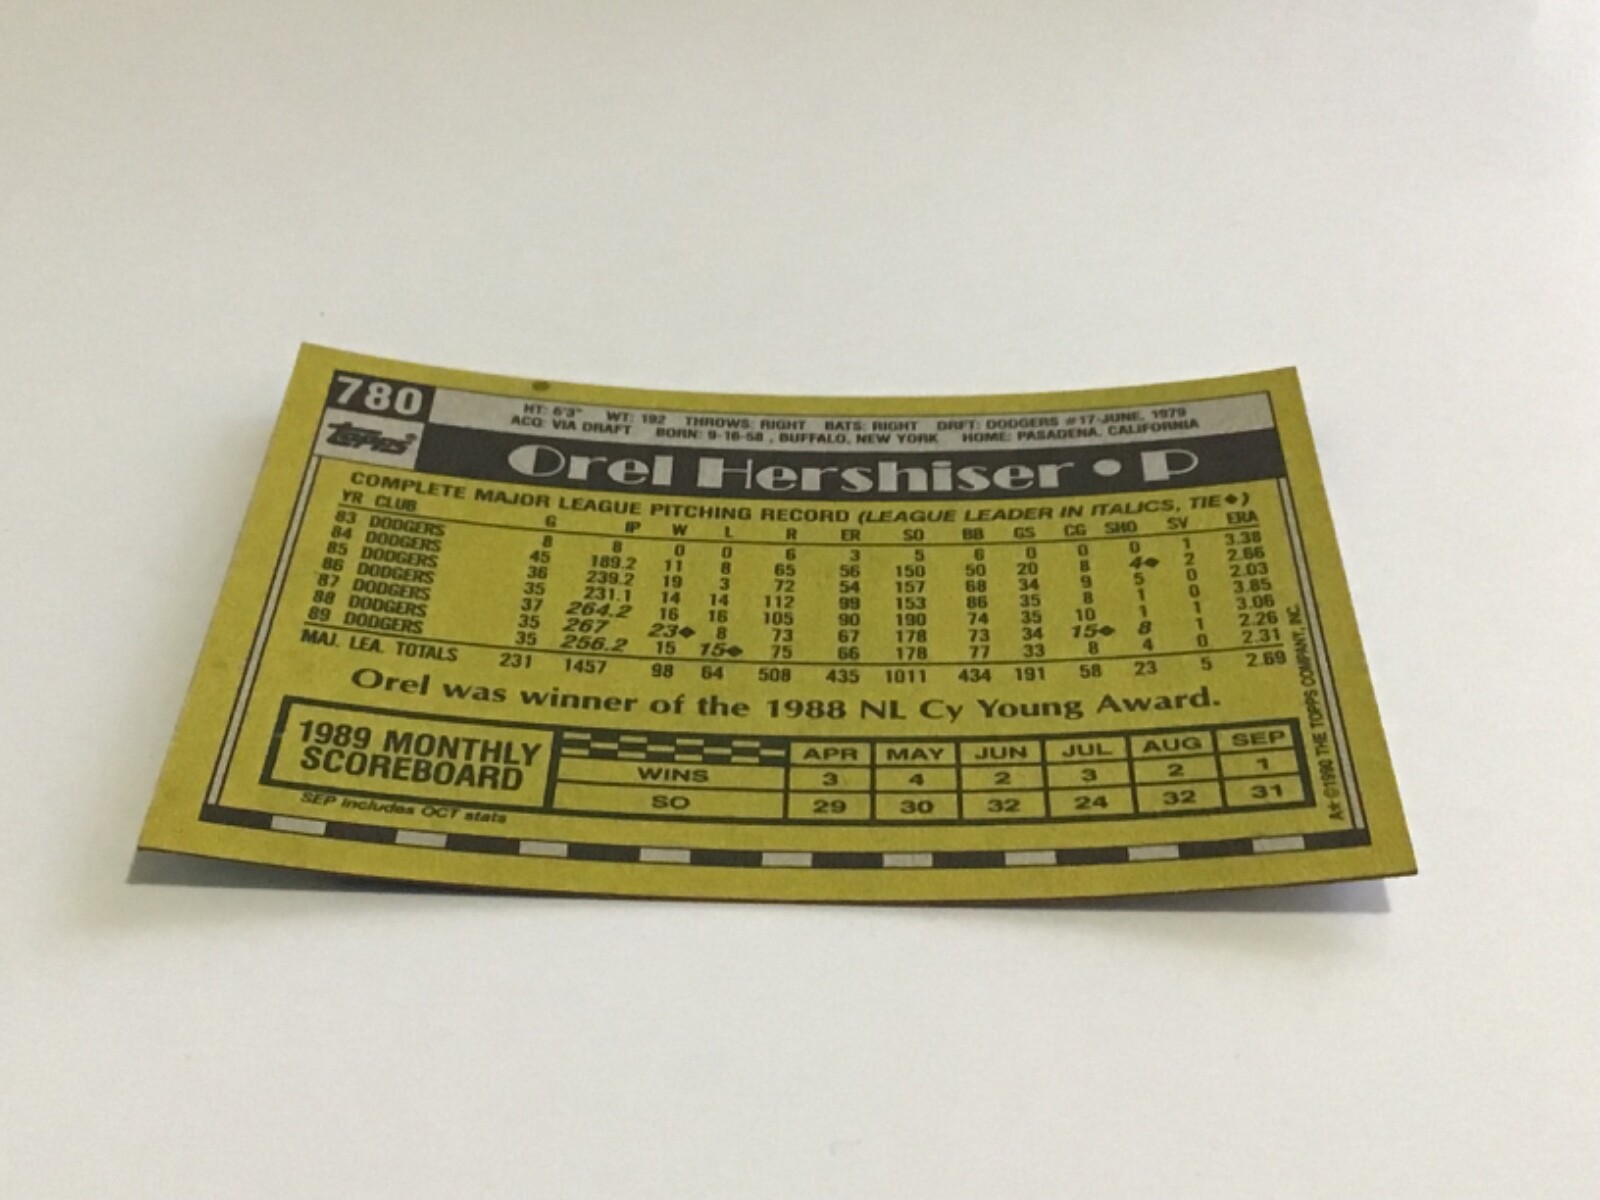 780
HT: 6'3" WT: 192 THROWS: RIGHT BATS: RIGHT DRFT: DODGERS #17-JUNE, 1979
ACQ: VIA DRAFT BORN: 9-16-58 , BUFFALO, NEW YORK HOME: PASADENA, CALIFORNIA
Topps
Orel Hershiser • P
COMPLETE MAJOR LEAGUE PITCHING RECORD (LEAGUE LEADER IN ITALICS, TIE◆)
YR CLUB G IP W L R ER SO BB GS CG SHO SV ERA
83 DODGERS 8 8 0 0 6 3 5 6 0 0 0 1 3.38
84 DODGERS 45 189.2 11 8 65 56 150 50 20 8 4◆ 2 2.66
85 DODGERS 36 239.2 19 3 72 54 157 68 34 9 5 0 2.03
86 DODGERS 35 231.1 14 14 112 99 153 86 35 8 1 0 3.85
87 DODGERS 37 264.2 16 16 105 90 190 74 35 10 1 1 3.06
88 DODGERS 35 267 23◆ 8 73 67 178 73 34 15◆ 8 1 2.26
89 DODGERS 35 256.2 15 15◆ 75 66 178 77 33 8 4 0 2.31
MAJ. LEA. TOTALS 231 1457 98 64 508 435 1011 434 191 58 23 5 2.69
Orel was winner of the 1988 NL Cy Young Award.
1989 MONTHLY
SCOREBOARD
APR MAY JUN JUL AUG SEP
WINS 3 4 2 3 2 1
SO 29 30 32 24 32 31
SEP includes OCT stats
A★ ©1990 THE TOPPS COMPANY, INC.